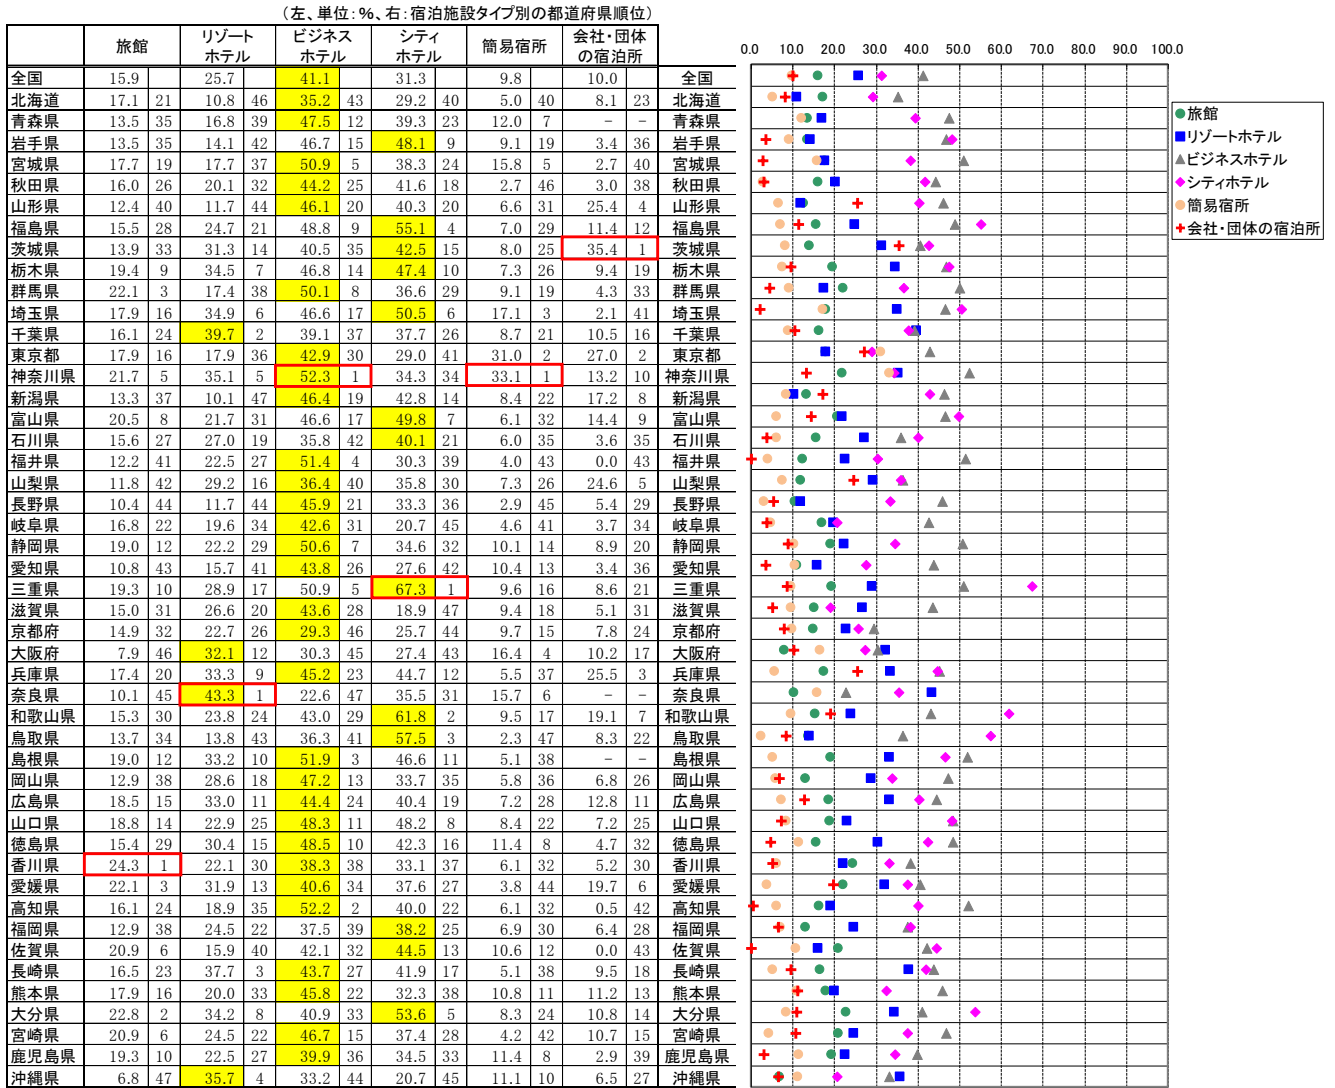 (左、単位:%、右:宿泊施設タイプ別の都道府県順位)
旅館 リゾートホテル ビジネスホテル シティホテル 簡易宿所 会社・団体の宿泊所
0.0 10.0 20.0 30.0 40.0 50.0 60.0 70.0 80.0 90.0 100.0
全国 15.9 25.7 41.1 31.3 9.8 10.0 全国
北海道 17.1 21 10.8 46 35.2 43 29.2 40 5.0 40 8.1 23 北海道
青森県 13.5 35 16.8 39 47.5 12 39.3 23 12.0 7 - - 青森県
岩手県 13.5 35 14.1 42 46.7 15 48.1 9 9.1 19 3.4 36 岩手県
宮城県 17.7 19 17.7 37 50.9 5 38.3 24 15.8 5 2.7 40 宮城県
秋田県 16.0 26 20.1 32 44.2 25 41.6 18 2.7 46 3.0 38 秋田県
山形県 12.4 40 11.7 44 46.1 20 40.3 20 6.6 31 25.4 4 山形県
福島県 15.5 28 24.7 21 48.8 9 55.1 4 7.0 29 11.4 12 福島県
茨城県 13.9 33 31.3 14 40.5 35 42.5 15 8.0 25 35.4 1 茨城県
栃木県 19.4 9 34.5 7 46.8 14 47.4 10 7.3 26 9.4 19 栃木県
群馬県 22.1 3 17.4 38 50.1 8 36.6 29 9.1 19 4.3 33 群馬県
埼玉県 17.9 16 34.9 6 46.6 17 50.5 6 17.1 3 2.1 41 埼玉県
千葉県 16.1 24 39.7 2 39.1 37 37.7 26 8.7 21 10.5 16 千葉県
東京都 17.9 16 17.9 36 42.9 30 29.0 41 31.0 2 27.0 2 東京都
神奈川県 21.7 5 35.1 5 52.3 1 34.3 34 33.1 1 13.2 10 神奈川県
新潟県 13.3 37 10.1 47 46.4 19 42.8 14 8.4 22 17.2 8 新潟県
富山県 20.5 8 21.7 31 46.6 17 49.8 7 6.1 32 14.4 9 富山県
石川県 15.6 27 27.0 19 35.8 42 40.1 21 6.0 35 3.6 35 石川県
福井県 12.2 41 22.5 27 51.4 4 30.3 39 4.0 43 0.0 43 福井県
山梨県 11.8 42 29.2 16 36.4 40 35.8 30 7.3 26 24.6 5 山梨県
長野県 10.4 44 11.7 44 45.9 21 33.3 36 2.9 45 5.4 29 長野県
岐阜県 16.8 22 19.6 34 42.6 31 20.7 45 4.6 41 3.7 34 岐阜県
静岡県 19.0 12 22.2 29 50.6 7 34.6 32 10.1 14 8.9 20 静岡県
愛知県 10.8 43 15.7 41 43.8 26 27.6 42 10.4 13 3.4 36 愛知県
三重県 19.3 10 28.9 17 50.9 5 67.3 1 9.6 16 8.6 21 三重県
滋賀県 15.0 31 26.6 20 43.6 28 18.9 47 9.4 18 5.1 31 滋賀県
京都府 14.9 32 22.7 26 29.3 46 25.7 44 9.7 15 7.8 24 京都府
大阪府 7.9 46 32.1 12 30.3 45 27.4 43 16.4 4 10.2 17 大阪府
兵庫県 17.4 20 33.3 9 45.2 23 44.7 12 5.5 37 25.5 3 兵庫県
奈良県 10.1 45 43.3 1 22.6 47 35.5 31 15.7 6 - - 奈良県
和歌山県 15.3 30 23.8 24 43.0 29 61.8 2 9.5 17 19.1 7 和歌山県
鳥取県 13.7 34 13.8 43 36.3 41 57.5 3 2.3 47 8.3 22 鳥取県
島根県 19.0 12 33.2 10 51.9 3 46.6 11 5.1 38 - - 島根県
岡山県 12.9 38 28.6 18 47.2 13 33.7 35 5.8 36 6.8 26 岡山県
広島県 18.5 15 33.0 11 44.4 24 40.4 19 7.2 28 12.8 11 広島県
山口県 18.8 14 22.9 25 48.3 11 48.2 8 8.4 22 7.2 25 山口県
徳島県 15.4 29 30.4 15 48.5 10 42.3 16 11.4 8 4.7 32 徳島県
香川県 24.3 1 22.1 30 38.3 38 33.1 37 6.1 32 5.2 30 香川県
愛媛県 22.1 3 31.9 13 40.6 34 37.6 27 3.8 44 19.7 6 愛媛県
高知県 16.1 24 18.9 35 52.2 2 40.0 22 6.1 32 0.5 42 高知県
福岡県 12.9 38 24.5 22 37.5 39 38.2 25 6.9 30 6.4 28 福岡県
佐賀県 20.9 6 15.9 40 42.1 32 44.5 13 10.6 12 0.0 43 佐賀県
長崎県 16.5 23 37.7 3 43.7 27 41.9 17 5.1 38 9.5 18 長崎県
熊本県 17.9 16 20.0 33 45.8 22 32.3 38 10.8 11 11.2 13 熊本県
大分県 22.8 2 34.2 8 40.9 33 53.6 5 8.3 24 10.8 14 大分県
宮崎県 20.9 6 24.5 22 46.7 15 37.4 28 4.2 42 10.7 15 宮崎県
鹿児島県 19.3 10 22.5 27 39.9 36 34.5 33 11.4 8 2.9 39 鹿児島県
沖縄県 6.8 47 35.7 4 33.2 44 20.7 45 11.1 10 6.5 27 沖縄県
旅館
リゾートホテル
ビジネスホテル
シティホテル
簡易宿所
会社・団体の宿泊所